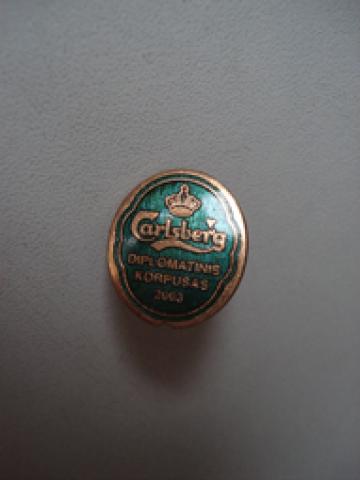 Carlsberg
DIPLOMATINIS
KORPUSAS
2003